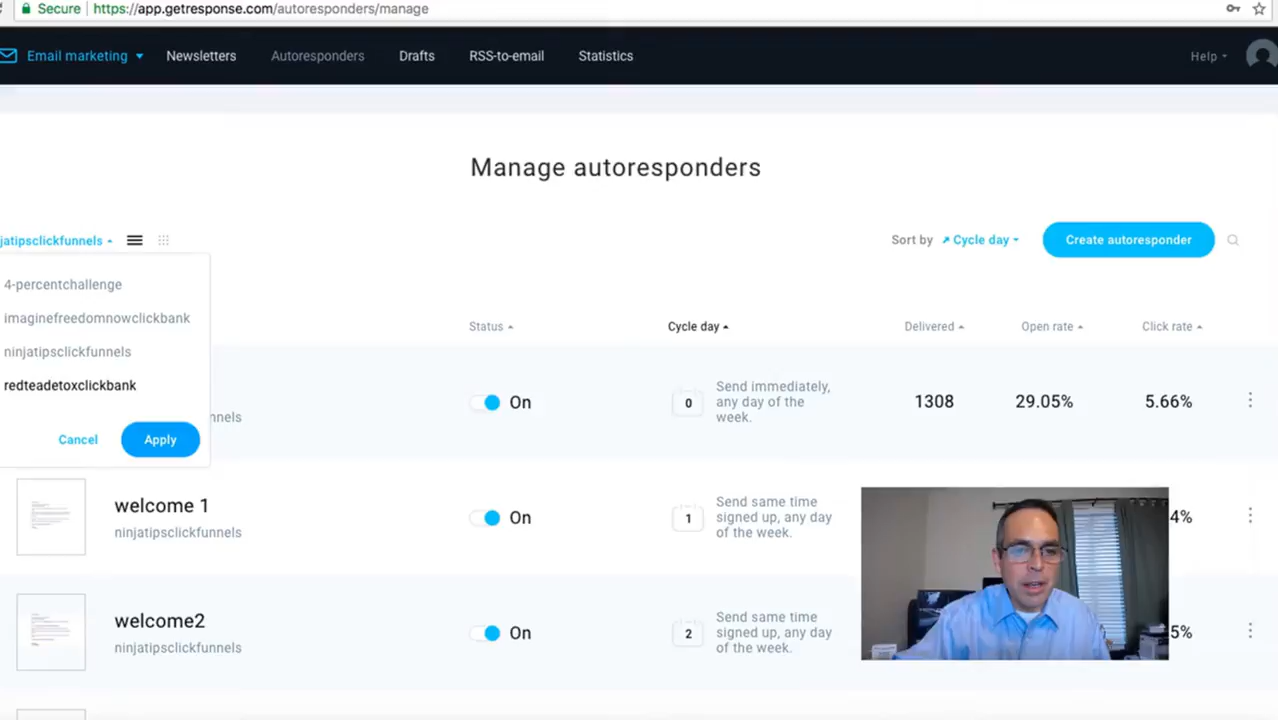 Secure https://app.getresponse.com/autoresponders/manage
Email marketing Newsletters Autoresponders Drafts RSS-to-email Statistics Help
Manage autoresponders
jatipsclickfunnels Sort by Cycle day Create autoresponder
4-percentchallenge
imaginefreedomnowclickbank
ninjatipsclickfunnels
redteadetoxclickbank
Cancel Apply
Status Cycle day Delivered Open rate Click rate
nnels On 0 Send immediately,
any day of the
week. 1308 29.05% 5.66%
welcome 1
ninjatipsclickfunnels On 1 Send same time
signed up, any day
of the week. 4%
welcome2
ninjatipsclickfunnels On 2 Send same time
signed up, any day
of the week. 5%